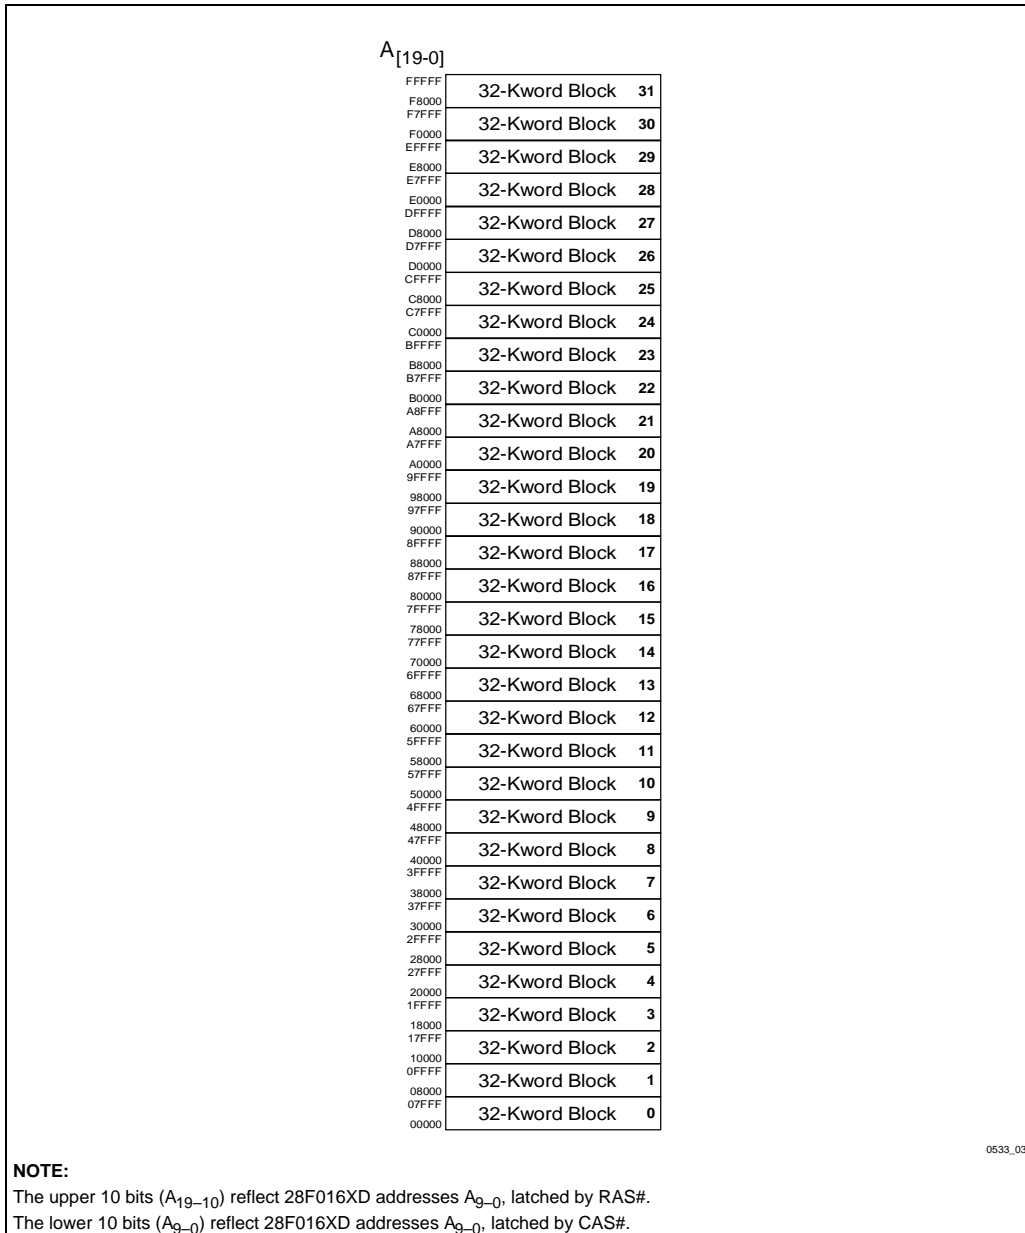 A[19-0]
FFFFF
32-Kword Block 31
F8000
F7FFF
32-Kword Block 30
F0000
EFFFF
32-Kword Block 29
E8000
E7FFF
32-Kword Block 28
E0000
DFFFF
32-Kword Block 27
D8000
D7FFF
32-Kword Block 26
D0000
CFFFF
32-Kword Block 25
C8000
C7FFF
32-Kword Block 24
C0000
BFFFF
32-Kword Block 23
B8000
B7FFF
32-Kword Block 22
B0000
A8FFF
32-Kword Block 21
A8000
A7FFF
32-Kword Block 20
A0000
9FFFF
32-Kword Block 19
98000
97FFF
32-Kword Block 18
90000
8FFFF
32-Kword Block 17
88000
87FFF
32-Kword Block 16
80000
7FFFF
32-Kword Block 15
78000
77FFF
32-Kword Block 14
70000
6FFFF
32-Kword Block 13
68000
67FFF
32-Kword Block 12
60000
5FFFF
32-Kword Block 11
58000
57FFF
32-Kword Block 10
50000
4FFFF
32-Kword Block 9
48000
47FFF
32-Kword Block 8
40000
3FFFF
32-Kword Block 7
38000
37FFF
32-Kword Block 6
30000
2FFFF
32-Kword Block 5
28000
27FFF
32-Kword Block 4
20000
1FFFF
32-Kword Block 3
18000
17FFF
32-Kword Block 2
10000
0FFFF
32-Kword Block 1
08000
07FFF
32-Kword Block 0
00000
0533_03
NOTE:
The upper 10 bits (A19–10) reflect 28F016XD addresses A9–0, latched by RAS#.
The lower 10 bits (A9–0) reflect 28F016XD addresses A9–0, latched by CAS#.